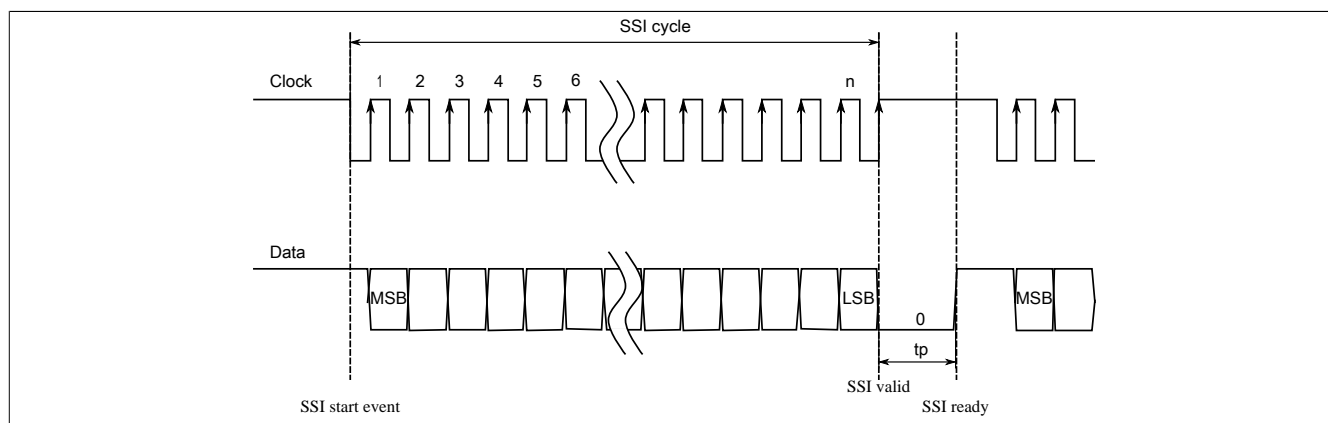 SSI cycle
Clock
1 2 3 4 5 6 n
Data
MSB LSB 0 MSB
tp
SSI valid
SSI start event SSI ready